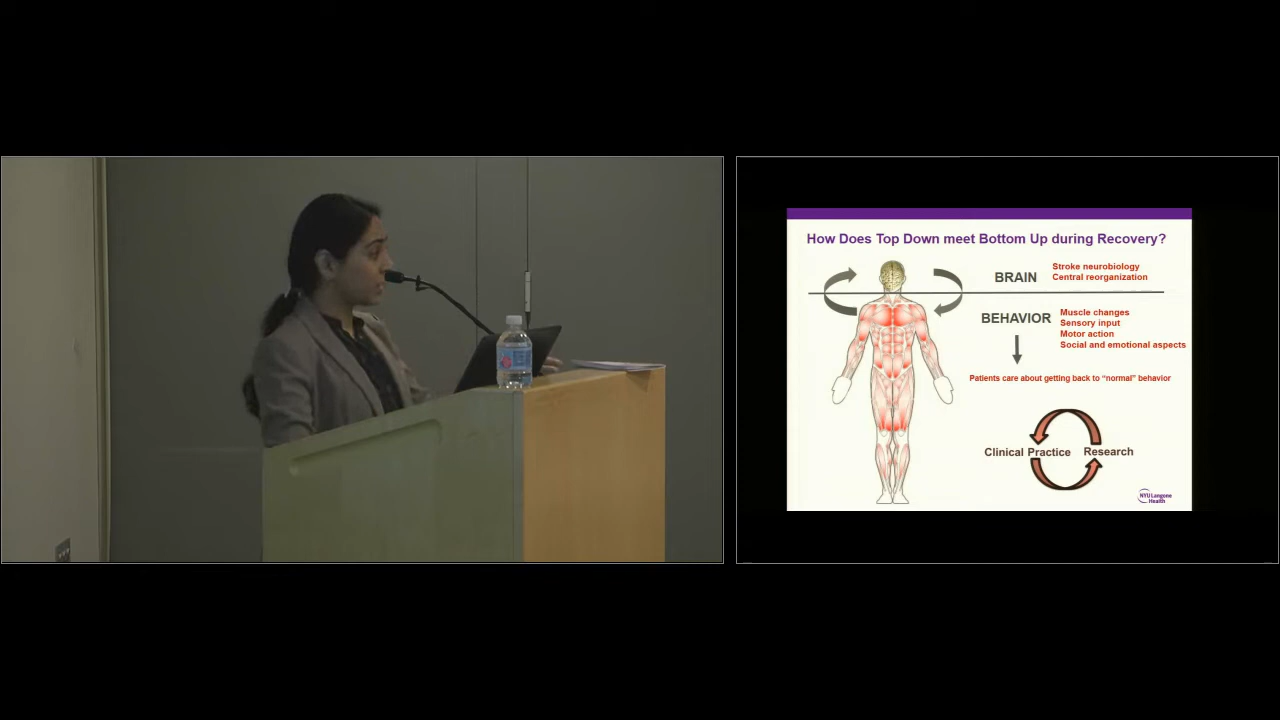 How Does Top Down meet Bottom Up during Recovery?
BRAIN
Stroke neurobiology
Central reorganization
BEHAVIOR
Muscle changes
Sensory input
Motor action
Social and emotional aspects
Patients care about getting back to “normal” behavior
Clinical Practice
Research
NYU Langone
Health